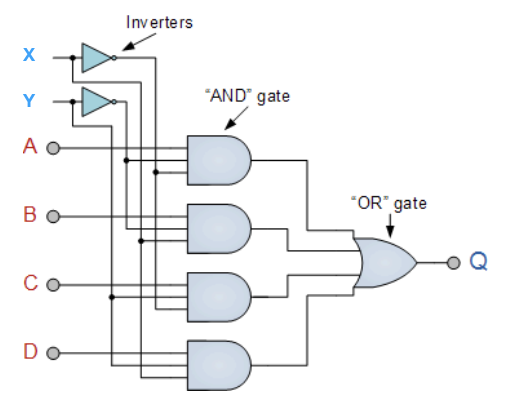 Inverters
X
Y
“AND” gate
A
B
“OR” gate
Q
C
D